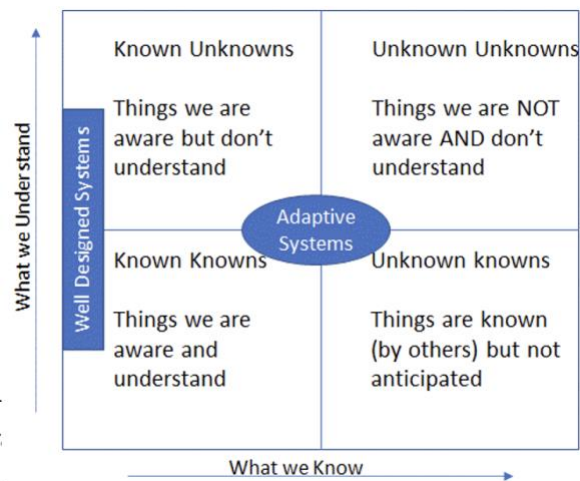 Known Unknowns
Things we are
aware but don't
understand
Unknown Unknowns
Things we are NOT
aware AND don't
understand
What we Understand
Well Designed Systems
Adaptive
Systems
Known Knowns
Things we are
aware and
understand
Unknown knowns
Things are known
(by others) but not
anticipated
What we Know